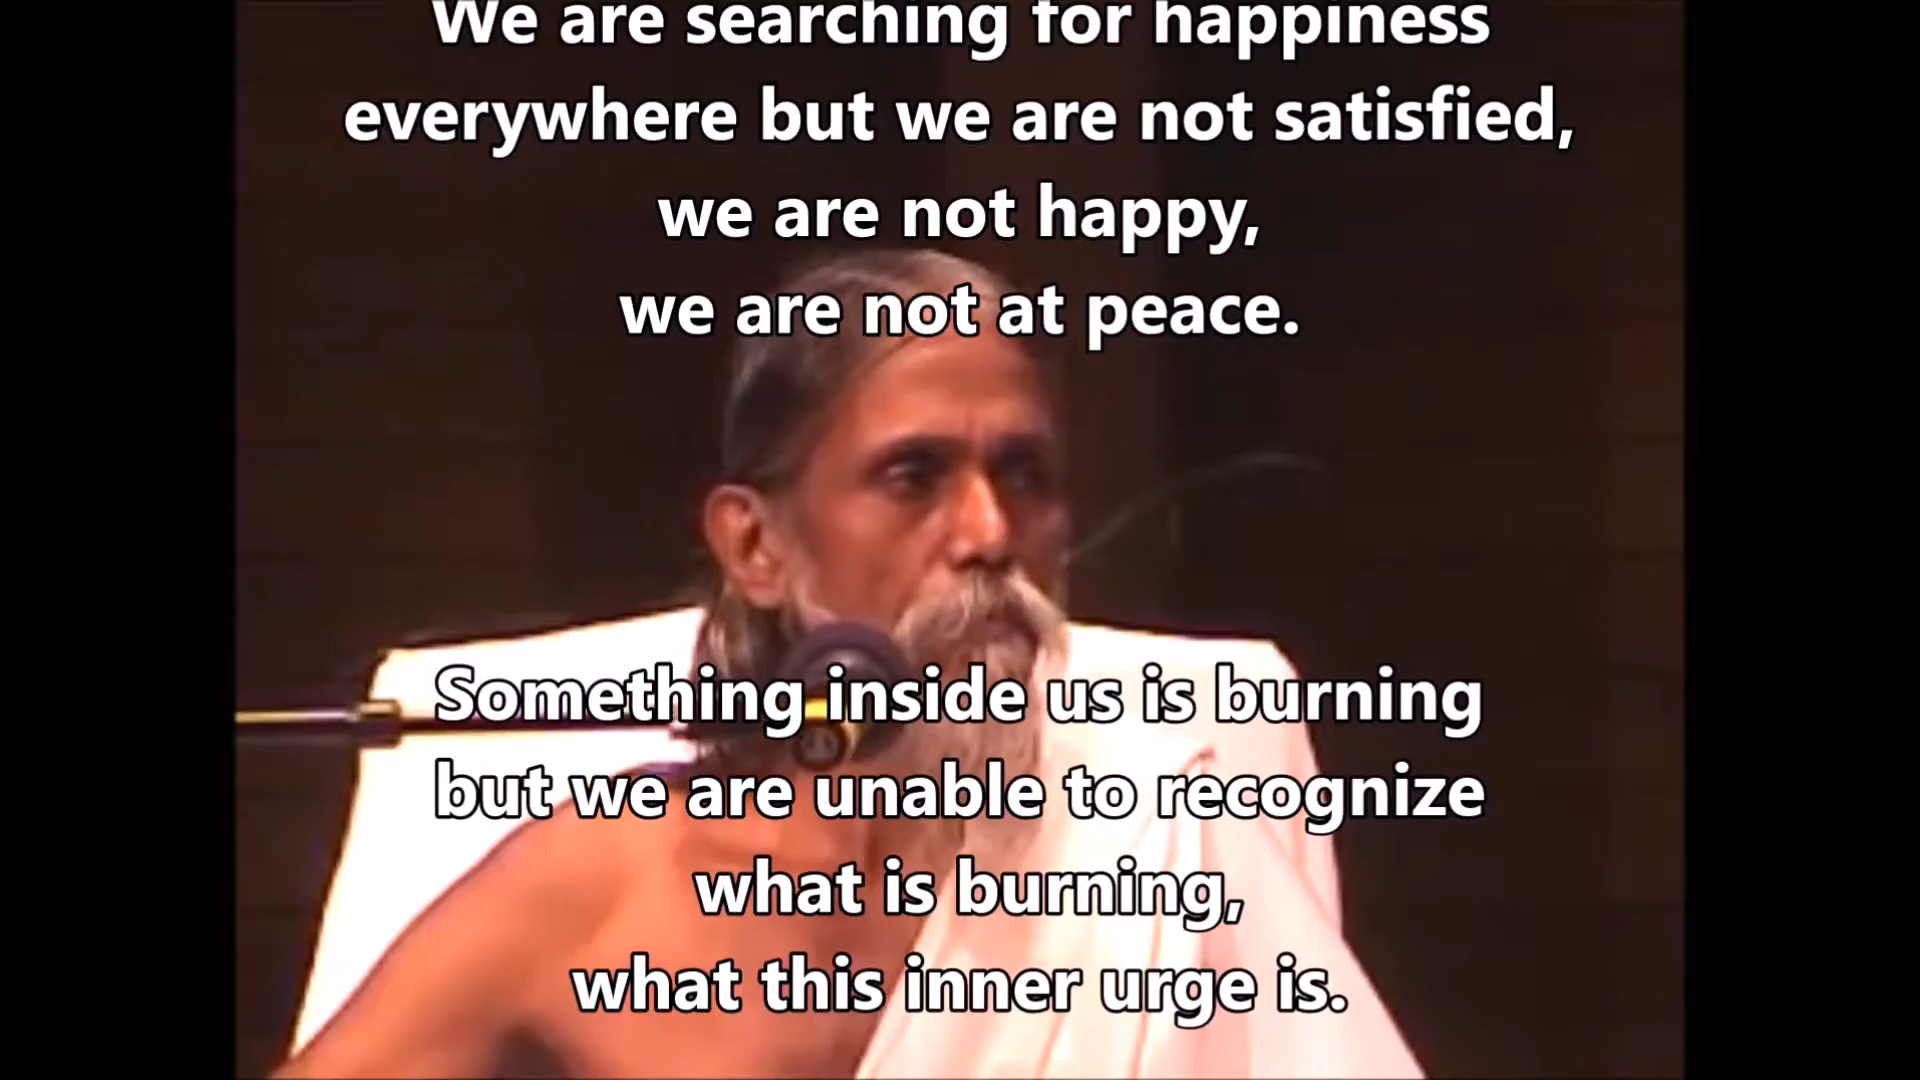 We are searching for happiness
everywhere but we are not satisfied,
we are not happy,
we are not at peace.
Something inside us is burning
but we are unable to recognize
what is burning,
what this inner urge is.